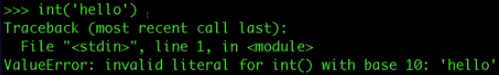 >>> int('hello')
Traceback (most recent call last):
  File "<stdin>", line 1, in <module>
ValueError: invalid literal for int() with base 10: 'hello'